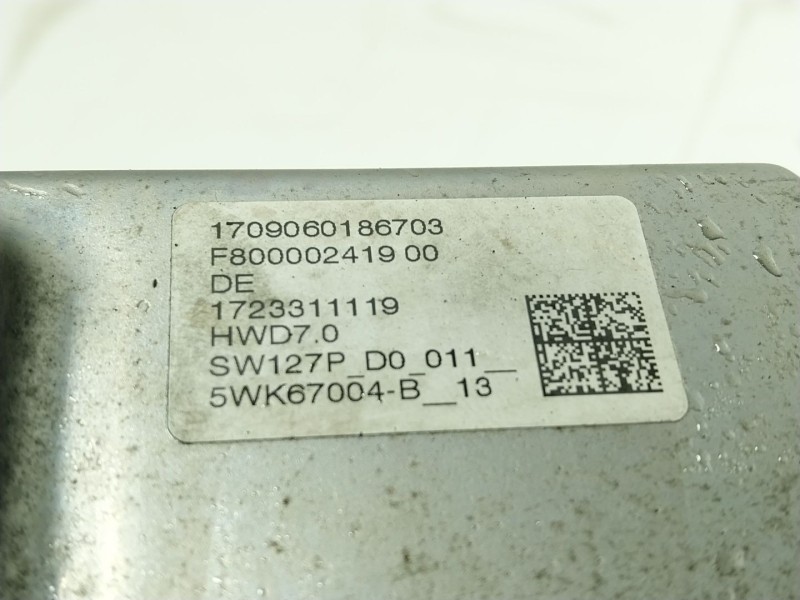 1709060186703
F800002419 00
DE
1723311119
HWD7.0
SW127P_D0_011__
5WK67004-B__13